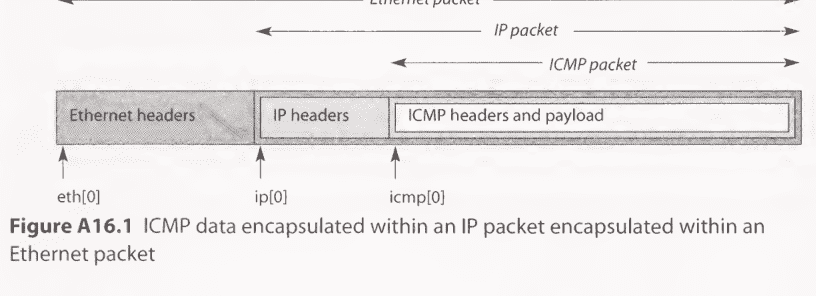 Ethernet packet
IP packet
ICMP packet
Ethernet headers IP headers ICMP headers and payload
eth[0] ip[0] icmp[0]
Figure A16.1 ICMP data encapsulated within an IP packet encapsulated within an
Ethernet packet